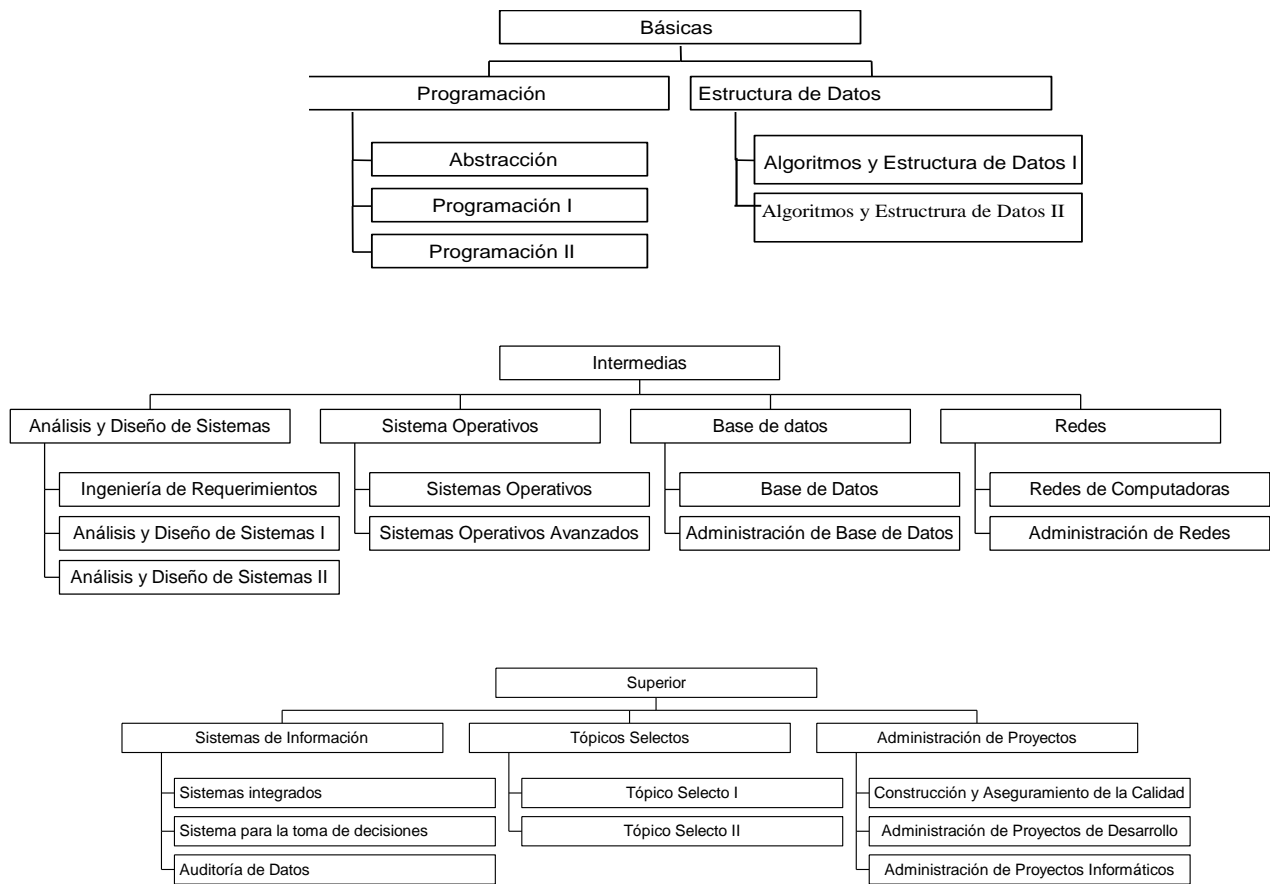 Básicas
Programación
Estructura de Datos
Abstracción
Programación I
Programación II
Algoritmos y Estructura de Datos I
Algoritmos y Estructrura de Datos II
Intermedias
Análisis y Diseño de Sistemas
Sistema Operativos
Base de datos
Redes
Ingeniería de Requerimientos
Análisis y Diseño de Sistemas I
Análisis y Diseño de Sistemas II
Sistemas Operativos
Sistemas Operativos Avanzados
Base de Datos
Administración de Base de Datos
Redes de Computadoras
Administración de Redes
Superior
Sistemas de Información
Tópicos Selectos
Administración de Proyectos
Sistemas integrados
Sistema para la toma de decisiones
Auditoría de Datos
Tópico Selecto I
Tópico Selecto II
Construcción y Aseguramiento de la Calidad
Administración de Proyectos de Desarrollo
Administración de Proyectos Informáticos